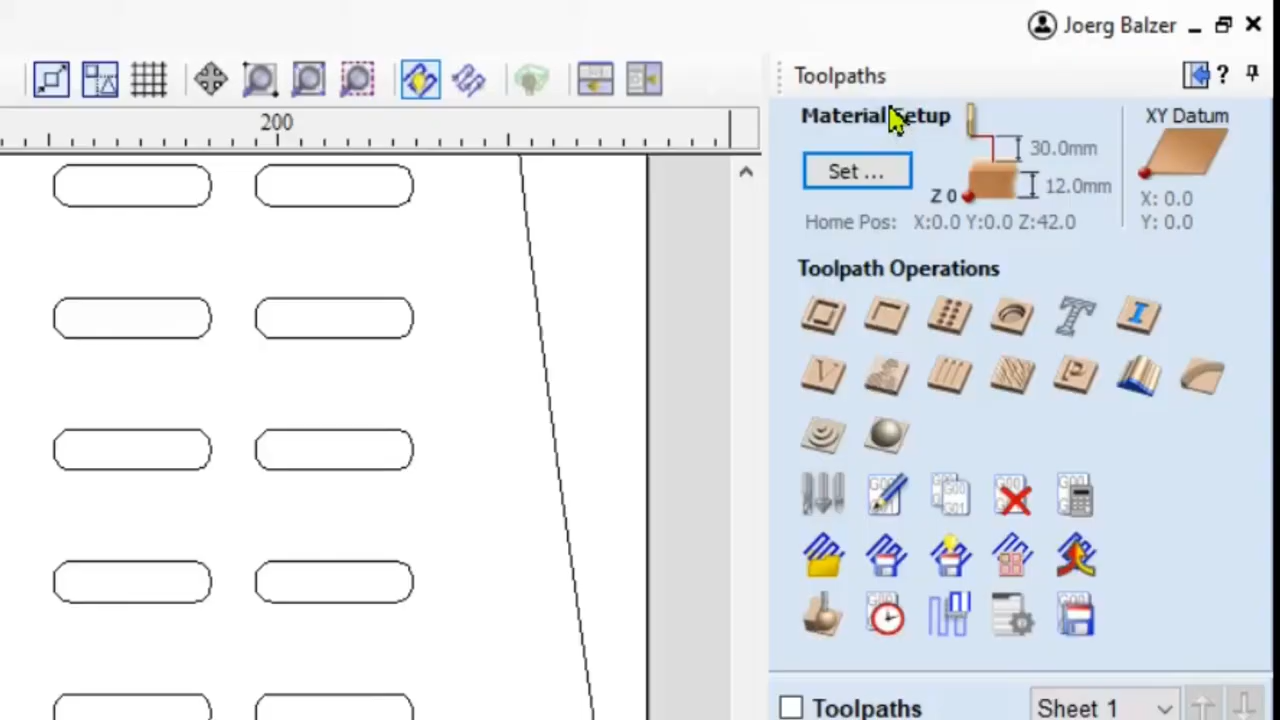 Joerg Balzer
Toolpaths
200
Material Setup
XY Datum
30.0mm
Set ...
12.0mm
Z 0
X: 0.0
Home Pos: X:0.0 Y:0.0 Z:42.0
Y: 0.0
Toolpath Operations
Toolpaths
Sheet 1